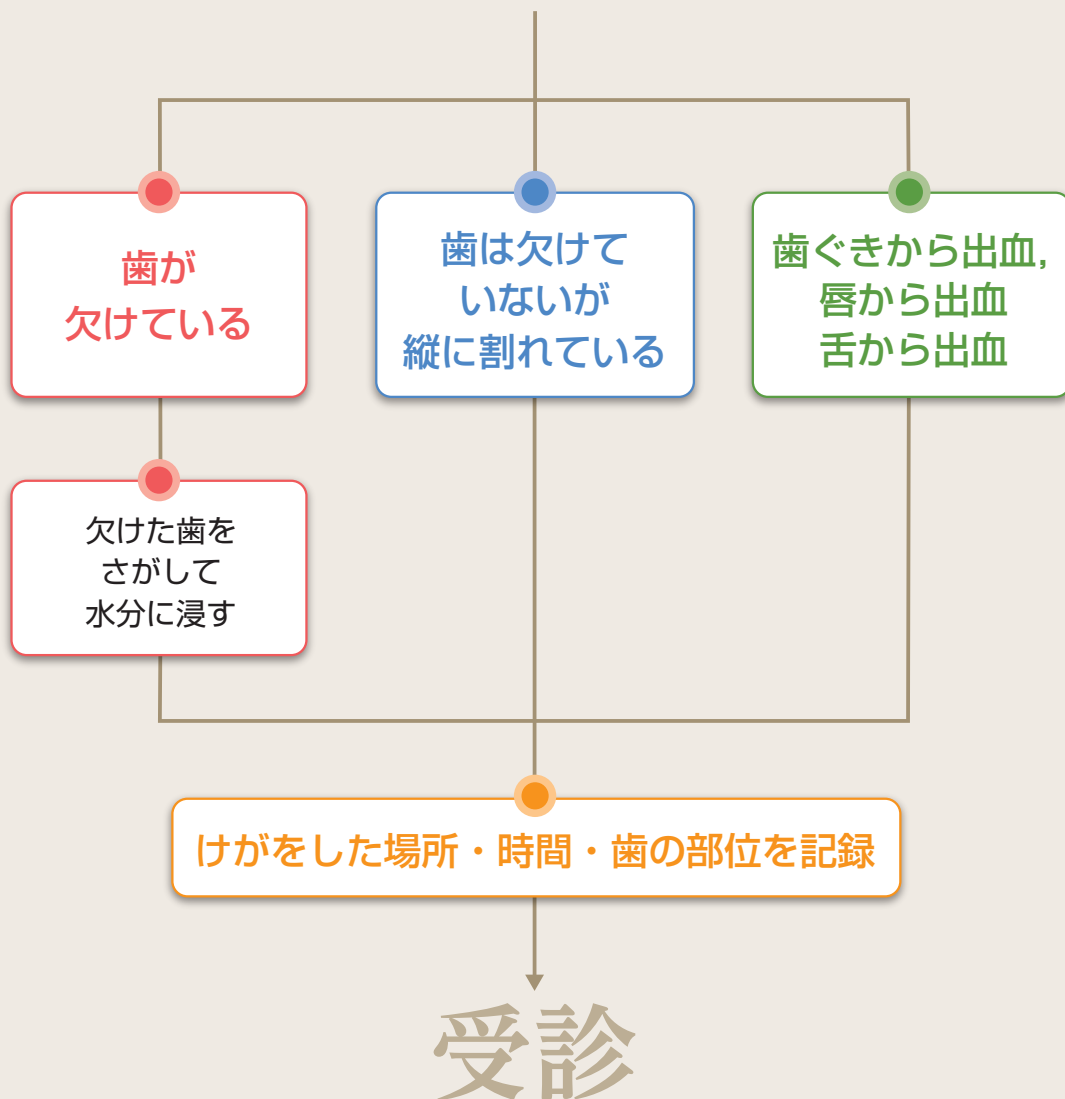 歯が
欠けている
歯は欠けて
いないが
縦に割れている
歯ぐきから出血,
唇から出血
舌から出血
欠けた歯を
さがして
水分に浸す
けがをした場所・時間・歯の部位を記録
受診